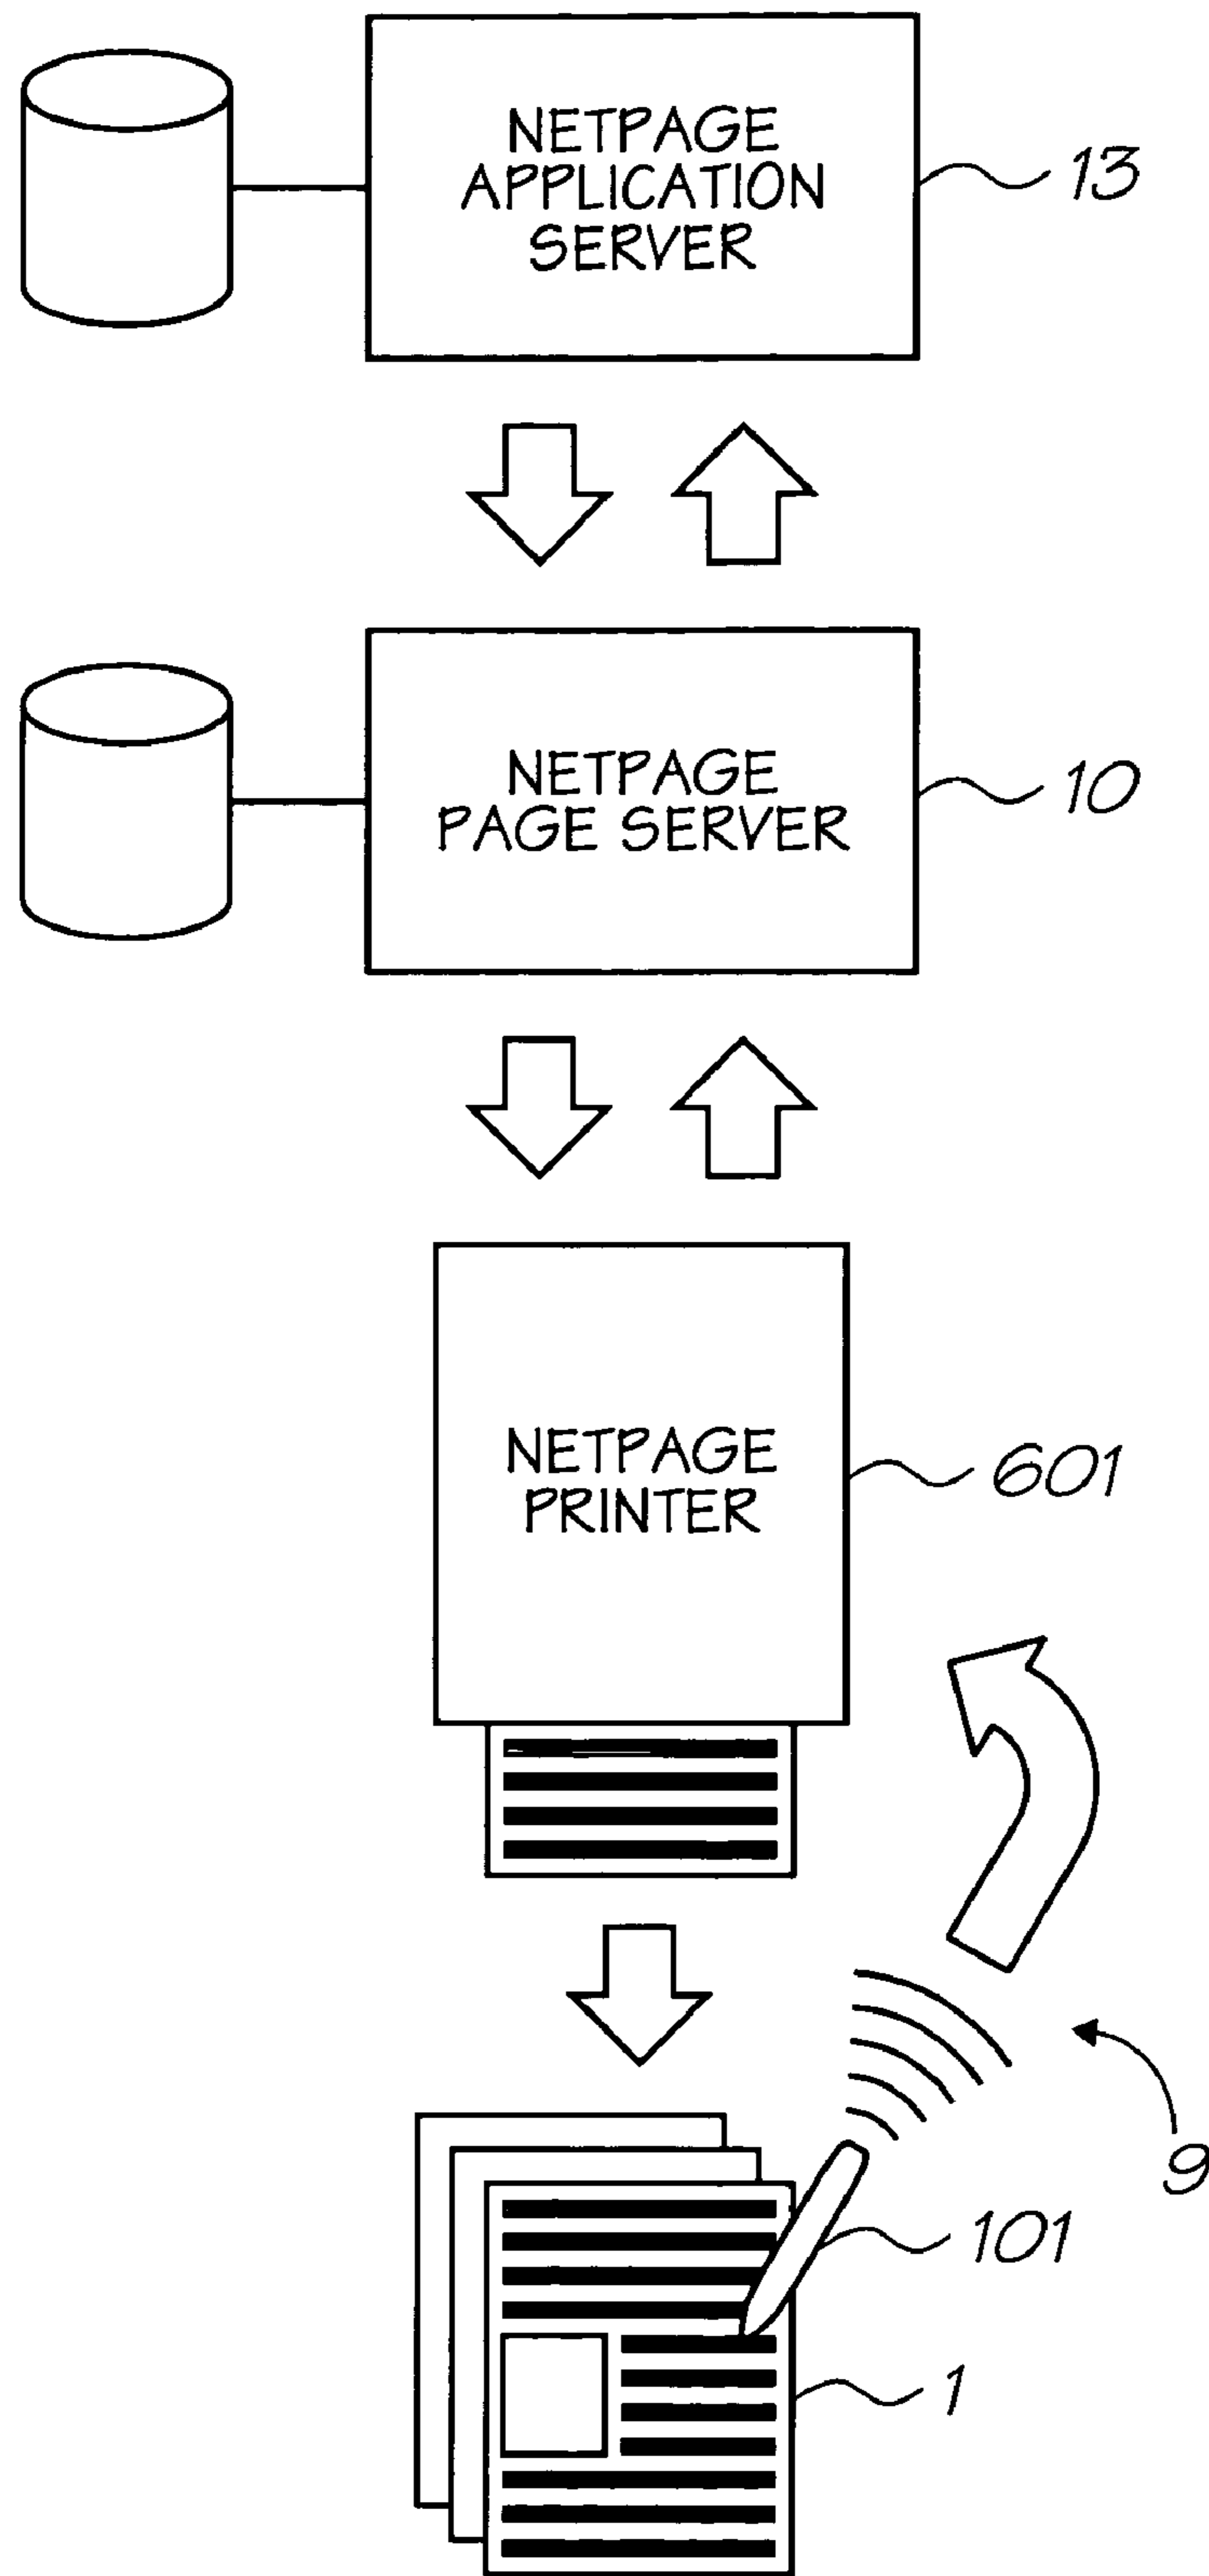 NETPAGE
APPLICATION
SERVER
13
NETPAGE
PAGE SERVER
10
NETPAGE
PRINTER
601
9
101
1